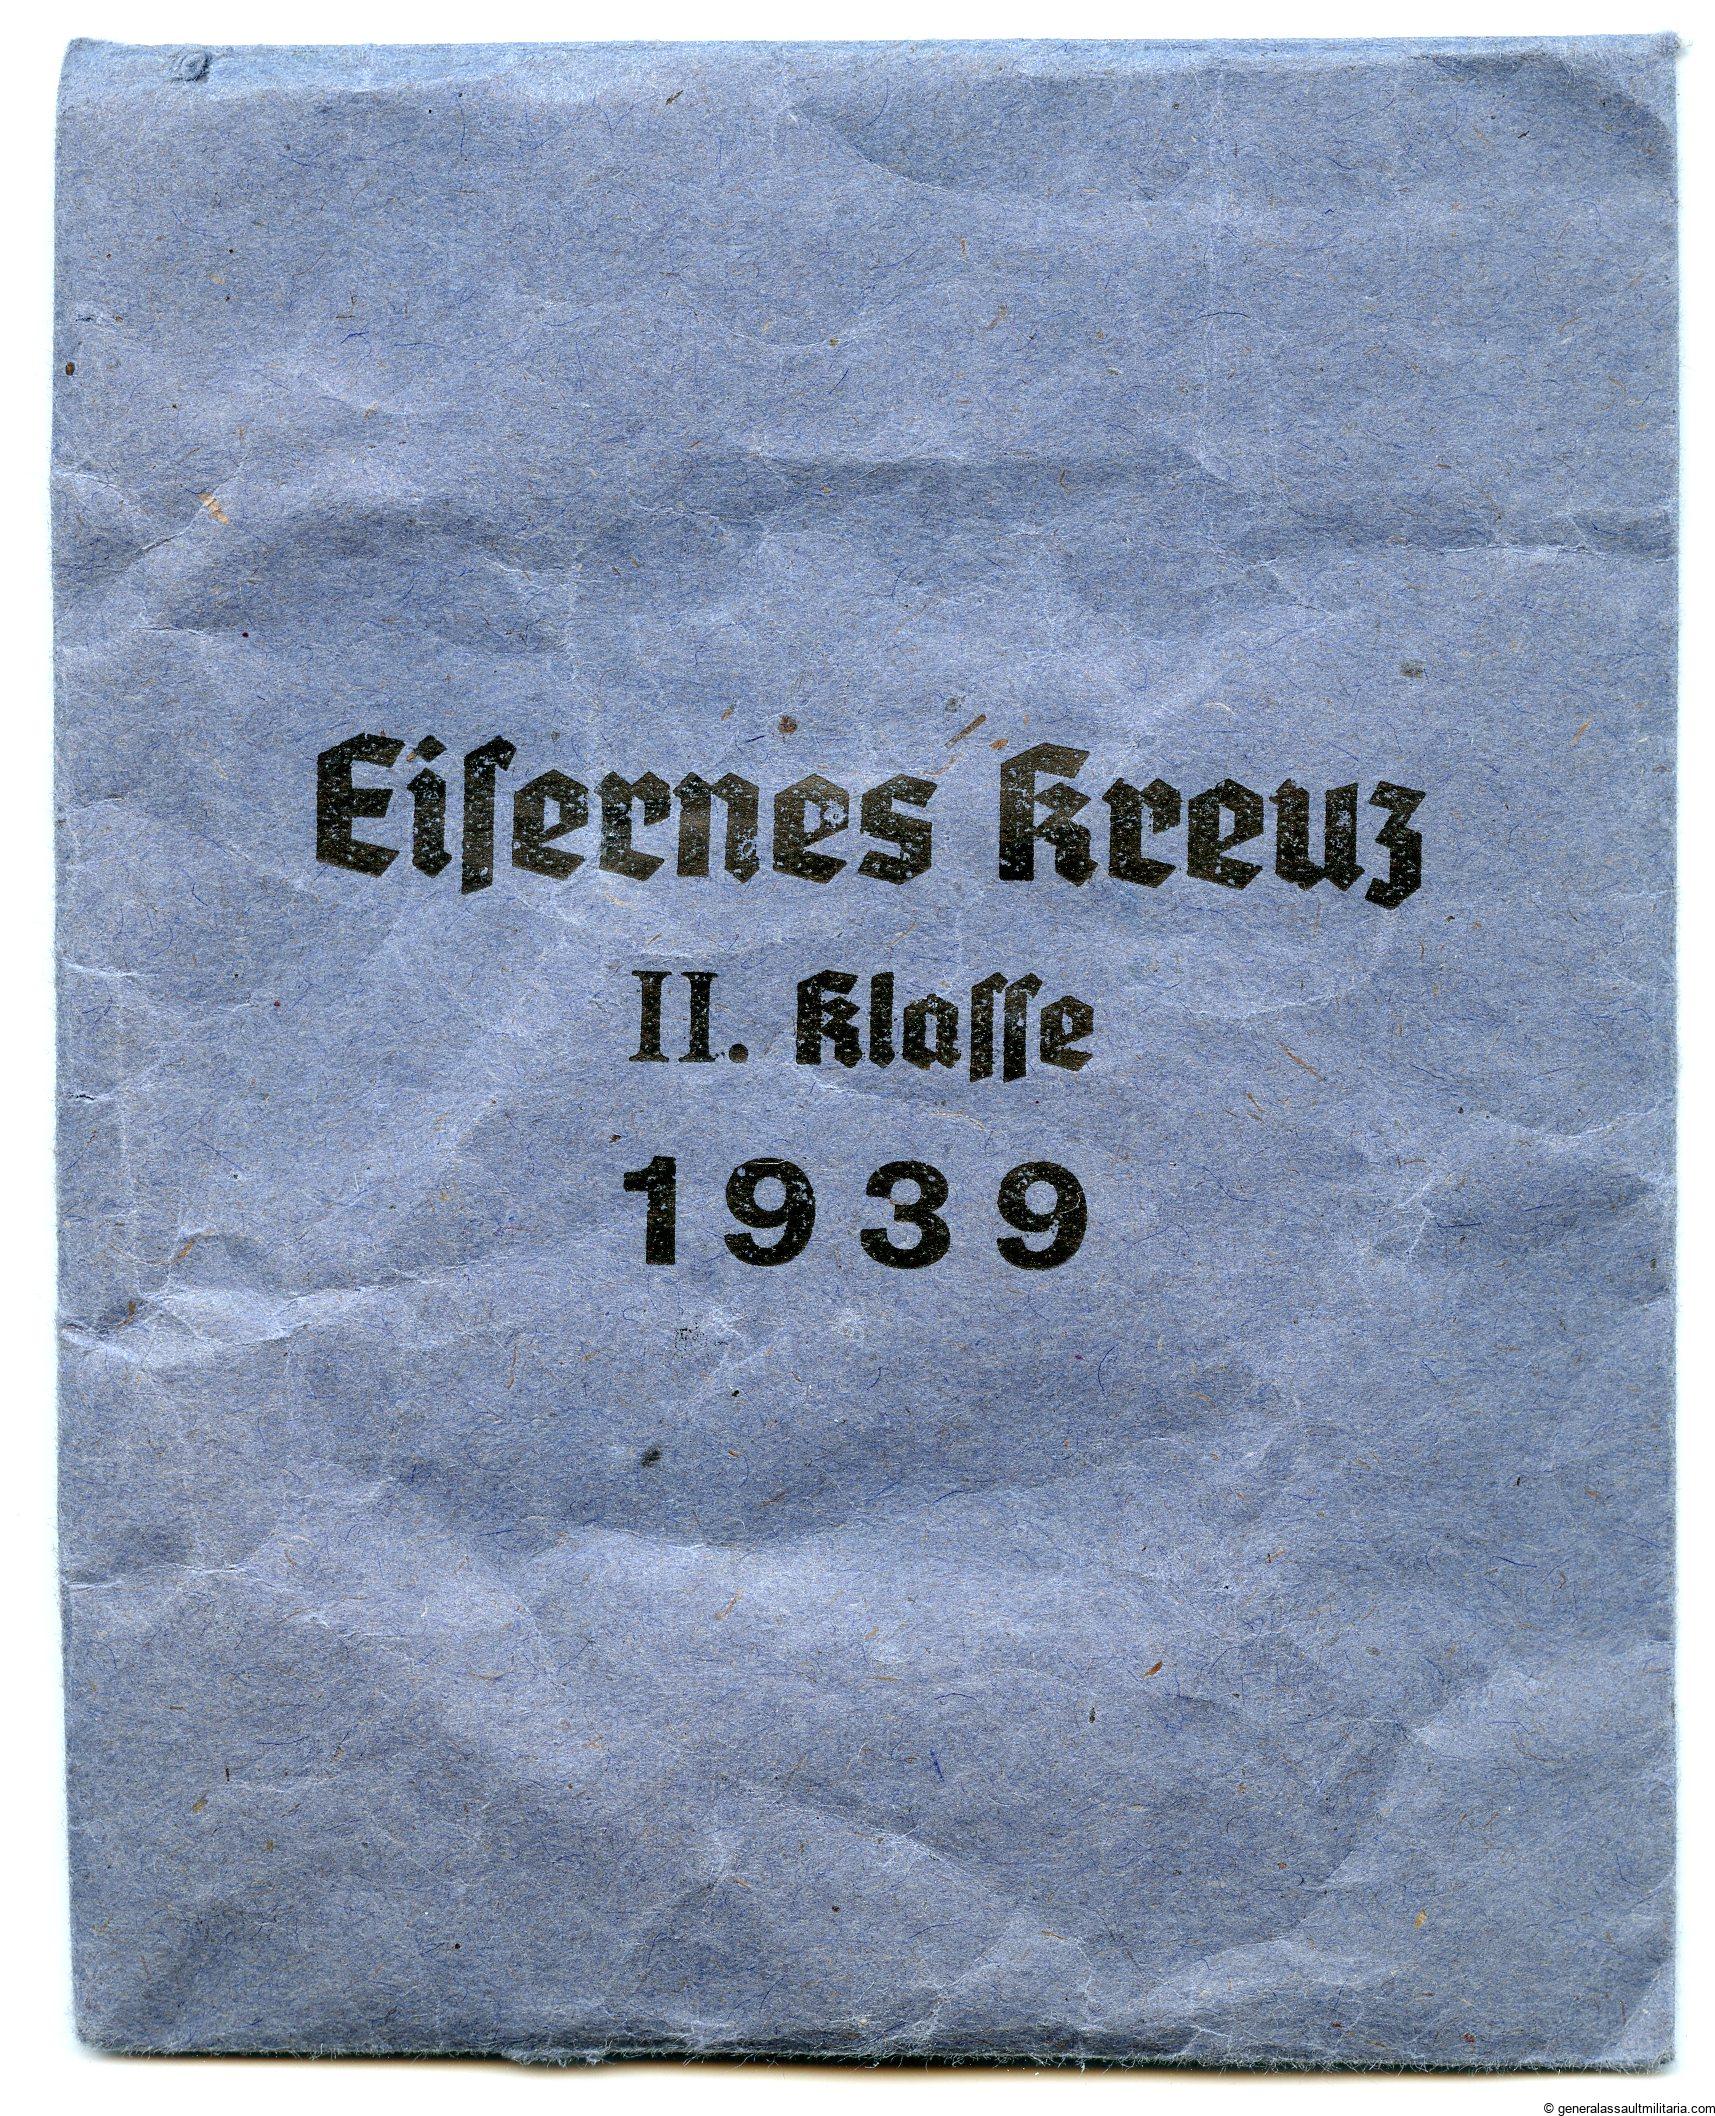 Eiſernes Kreuz
II. Klaſſe
1939
© generalassaultmilitaria.com